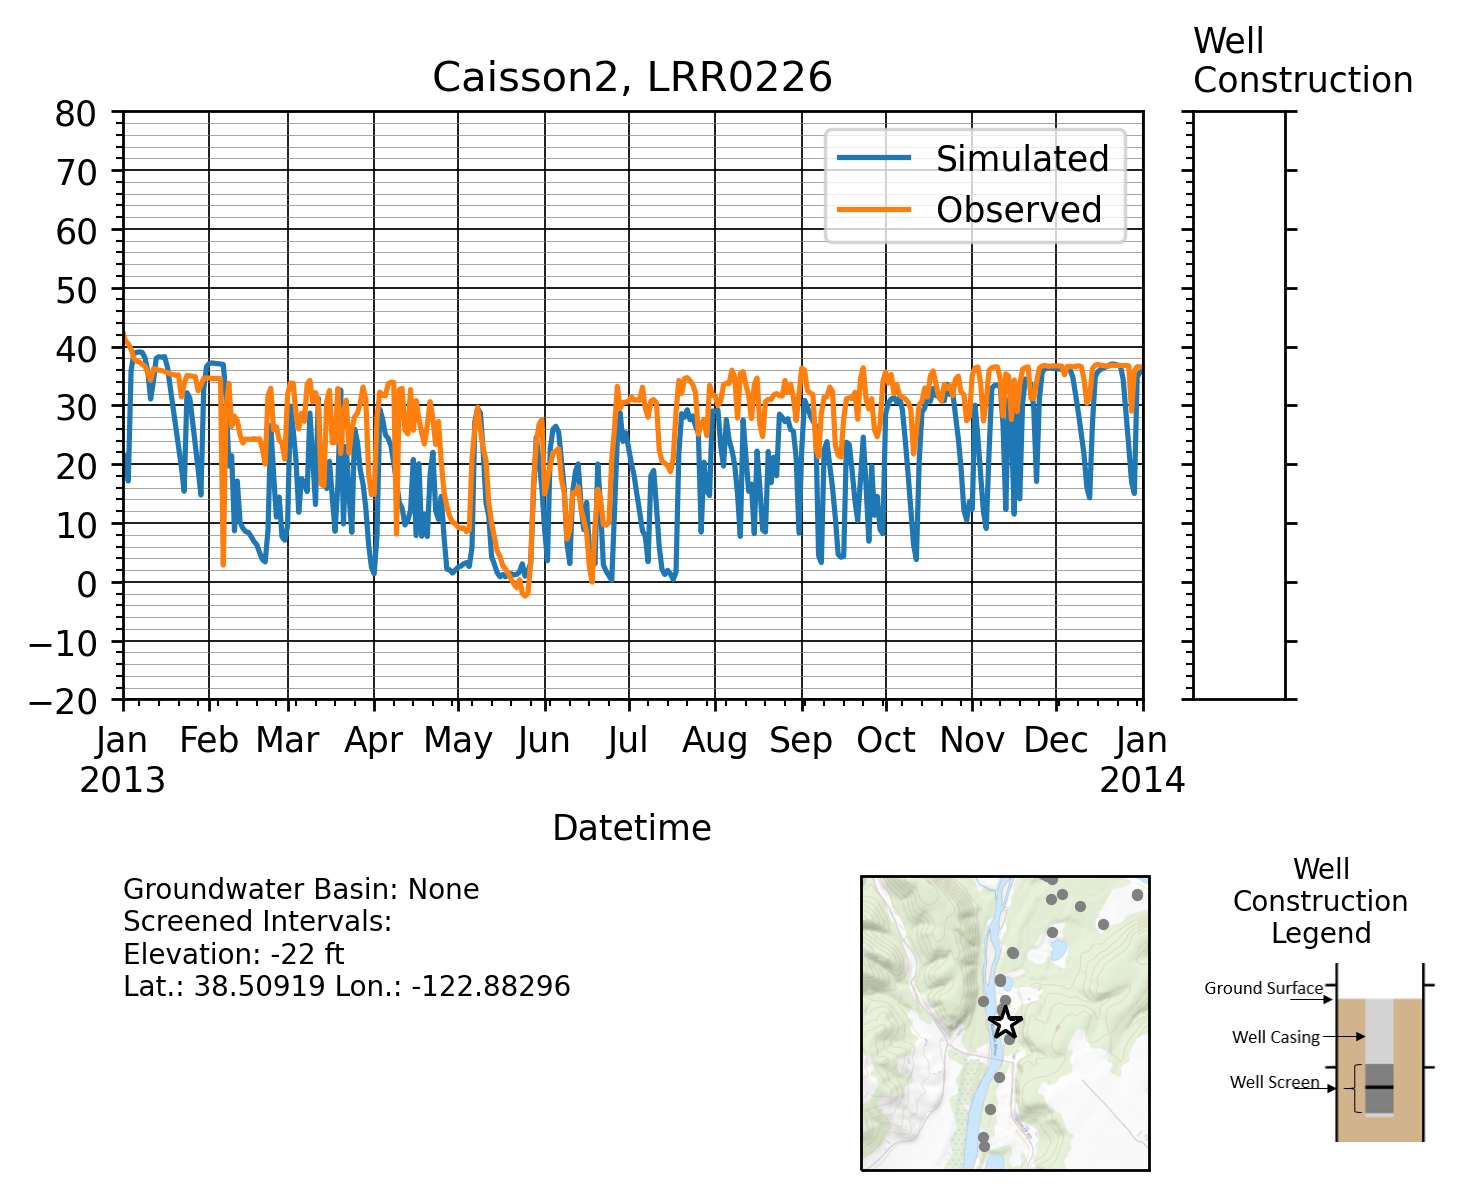 Well
Construction
Caisson2, LRR0226
80
70
60
50
40
30
20
10
0
−10
−20
Simulated
Observed
Jan
2013
Feb
Mar
Apr
May
Jun
Jul
Aug
Sep
Oct
Nov
Dec
Jan
2014
Datetime
Groundwater Basin: None
Screened Intervals:
Elevation: -22 ft
Lat.: 38.50919 Lon.: -122.88296
Well
Construction
Legend
Ground Surface
Well Casing
Well Screen